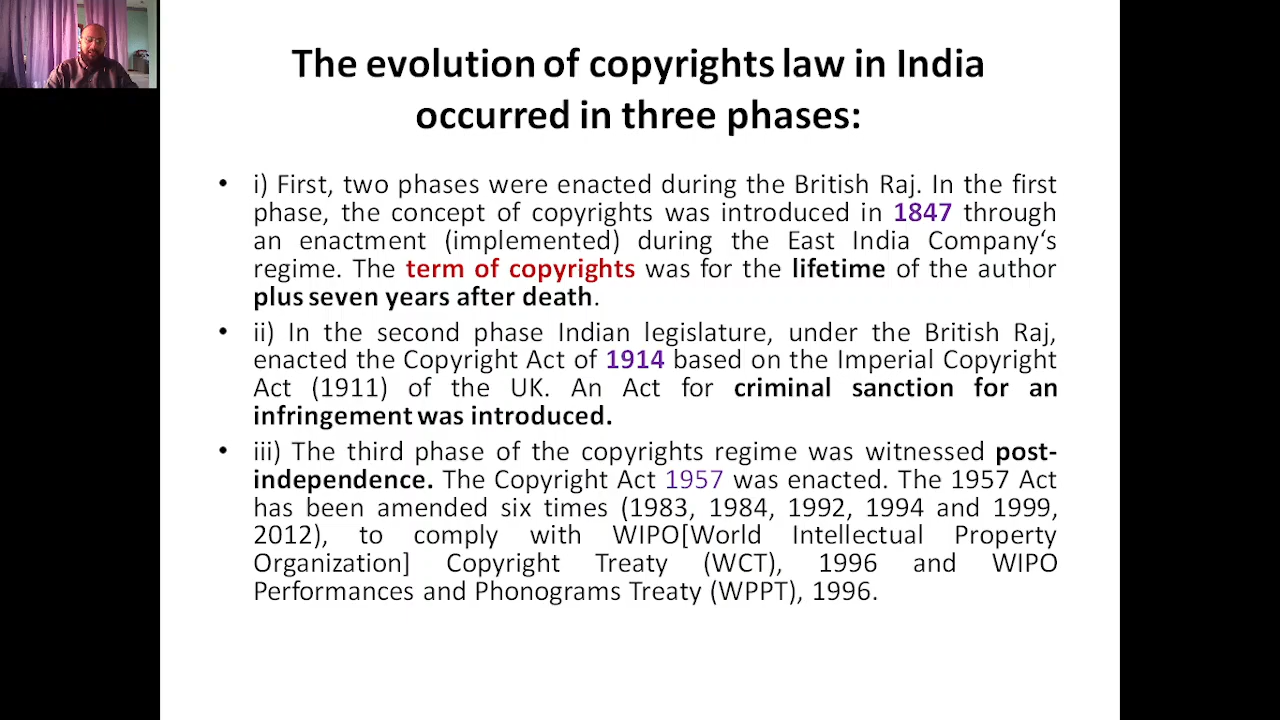 The evolution of copyrights law in India
occurred in three phases:
• i) First, two phases were enacted during the British Raj. In the first
phase, the concept of copyrights was introduced in 1847 through
an enactment (implemented) during the East India Company‘s
regime. The term of copyrights was for the lifetime of the author
plus seven years after death.
• ii) In the second phase Indian legislature, under the British Raj,
enacted the Copyright Act of 1914 based on the Imperial Copyright
Act (1911) of the UK. An Act for criminal sanction for an
infringement was introduced.
• iii) The third phase of the copyrights regime was witnessed post-
independence. The Copyright Act 1957 was enacted. The 1957 Act
has been amended six times (1983, 1984, 1992, 1994 and 1999,
2012), to comply with WIPO[World Intellectual Property
Organization] Copyright Treaty (WCT), 1996 and WIPO
Performances and Phonograms Treaty (WPPT), 1996.